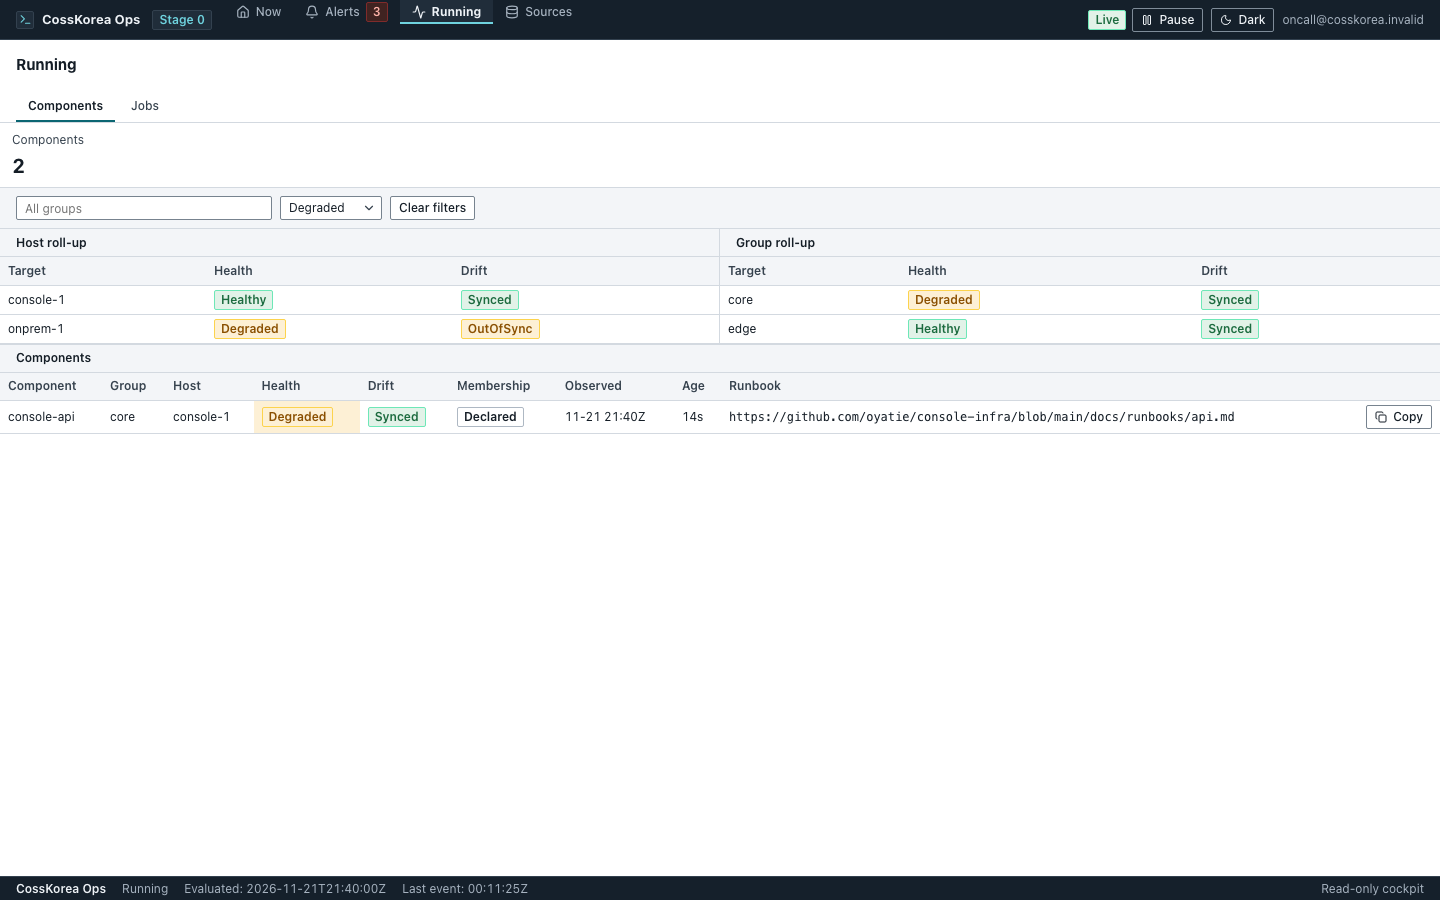 CossKorea Ops Stage 0 Now Alerts 3 Running Sources Live Pause Dark oncall@cosskorea.invalid
Running
Components Jobs
Components
2
All groups Degraded Clear filters
Host roll-up Group roll-up
Target Health Drift Target Health Drift
console-1 Healthy Synced core Degraded Synced
onprem-1 Degraded OutOfSync edge Healthy Synced
Components
Component Group Host Health Drift Membership Observed Age Runbook
console-api core console-1 Degraded Synced Declared 11-21 21:40Z 14s https://github.com/oyatie/console-infra/blob/main/docs/runbooks/api.md Copy
CossKorea Ops Running Evaluated: 2026-11-21T21:40:00Z Last event: 00:11:25Z Read-only cockpit